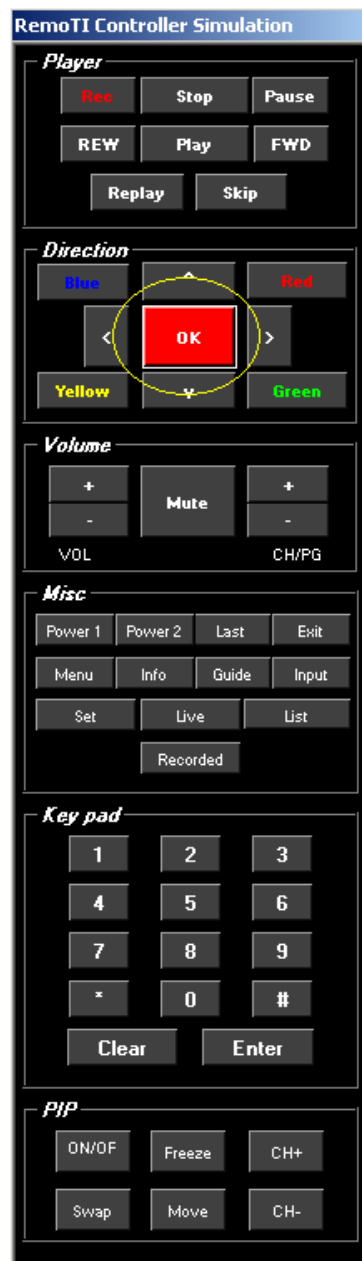 RemoTI Controller Simulation
Player
Rec Stop Pause
REW Play FWD
Replay Skip
Direction
Blue ^ Red
< OK >
Yellow v Green
Volume
+ Mute +
- -
VOL CH/PG
Misc
Power 1 Power 2 Last Exit
Menu Info Guide Input
Set Live List
Recorded
Key pad
1 2 3
4 5 6
7 8 9
* 0 #
Clear Enter
PIP
ON/OF Freeze CH+
Swap Move CH-